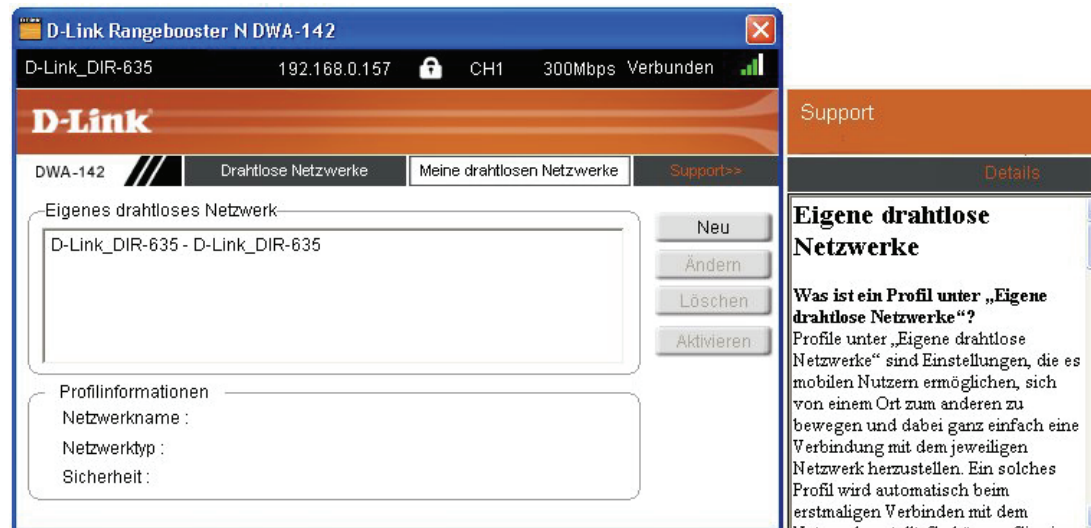 D-Link Rangebooster N DWA-142
D-Link_DIR-635 192.168.0.157 CH1 300Mbps Verbunden
D-Link
DWA-142 Drahtlose Netzwerke Meine drahtlosen Netzwerke Support>>
Eigenes drahtloses Netzwerk
D-Link_DIR-635 - D-Link_DIR-635
Neu
Ändern
Löschen
Aktivieren
Profilinformationen
Netzwerkname :
Netzwerktyp :
Sicherheit :
Support
Details
Eigene drahtlose
Netzwerke
Was ist ein Profil unter „Eigene
drahtlose Netzwerke“?
Profile unter „Eigene drahtlose
Netzwerke“ sind Einstellungen, die es
mobilen Nutzern ermöglichen, sich
von einem Ort zum anderen zu
bewegen und dabei ganz einfach eine
Verbindung mit dem jeweiligen
Netzwerk herzustellen. Ein solches
Profil wird automatisch beim
erstmaligen Verbinden mit dem